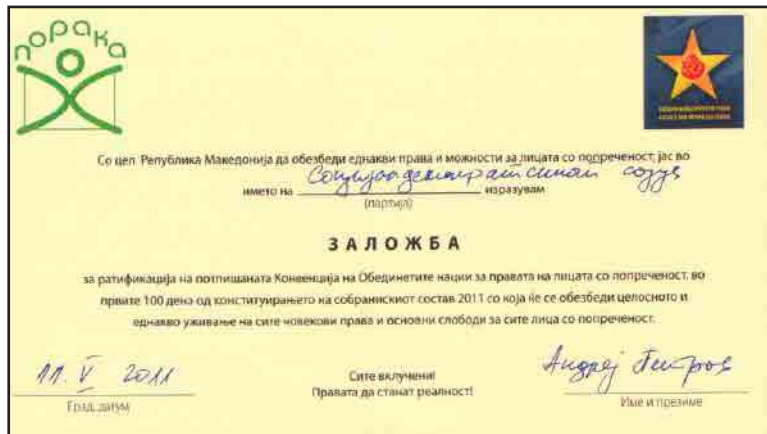 порака
СОЦИЈАЛДЕМОКРАТСКИ СОЈУЗ НА МАКЕДОНИЈА
Со цел Република Македонија да обезбеди еднакви права и можности за лицата со попреченост, јас во
името на Социјалдемократскиот сојуз изразувам
(партија)
ЗАЛОЖБА
за ратификација на потпишаната Конвенција на Обединетите нации за правата на лицата со попреченост, во
првите 100 дена од конституирањето на собранискиот состав 2011 со која ќе се обезбеди целосното и
еднакво уживање на сите човекови права и основни слободи за сите лица со попреченост.
11. V 2011
Град, датум
Сите вклучени!
Правата да станат реалност!
Андреј Петров
Име и презиме